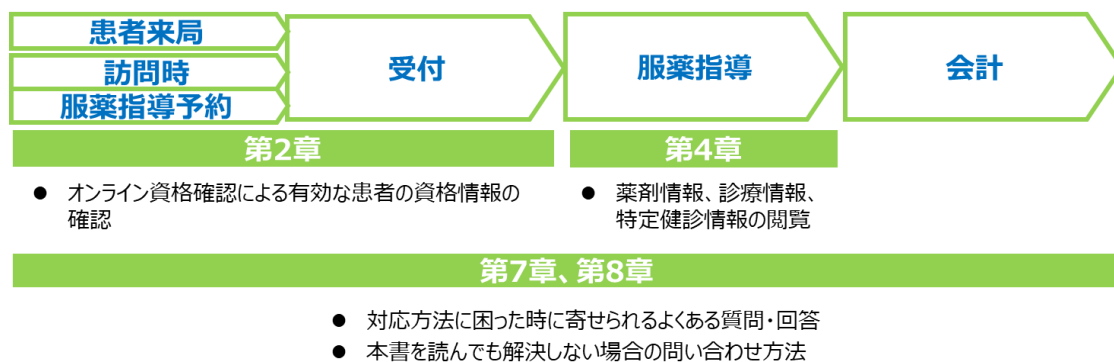 患者来局
訪問時
服薬指導予約
受付
服薬指導
会計
第2章
第4章
● オンライン資格確認による有効な患者の資格情報の
確認
● 薬剤情報、診療情報、
特定健診情報の閲覧
第7章、第8章
● 対応方法に困った時に寄せられるよくある質問・回答
● 本書を読んでも解決しない場合の問い合わせ方法